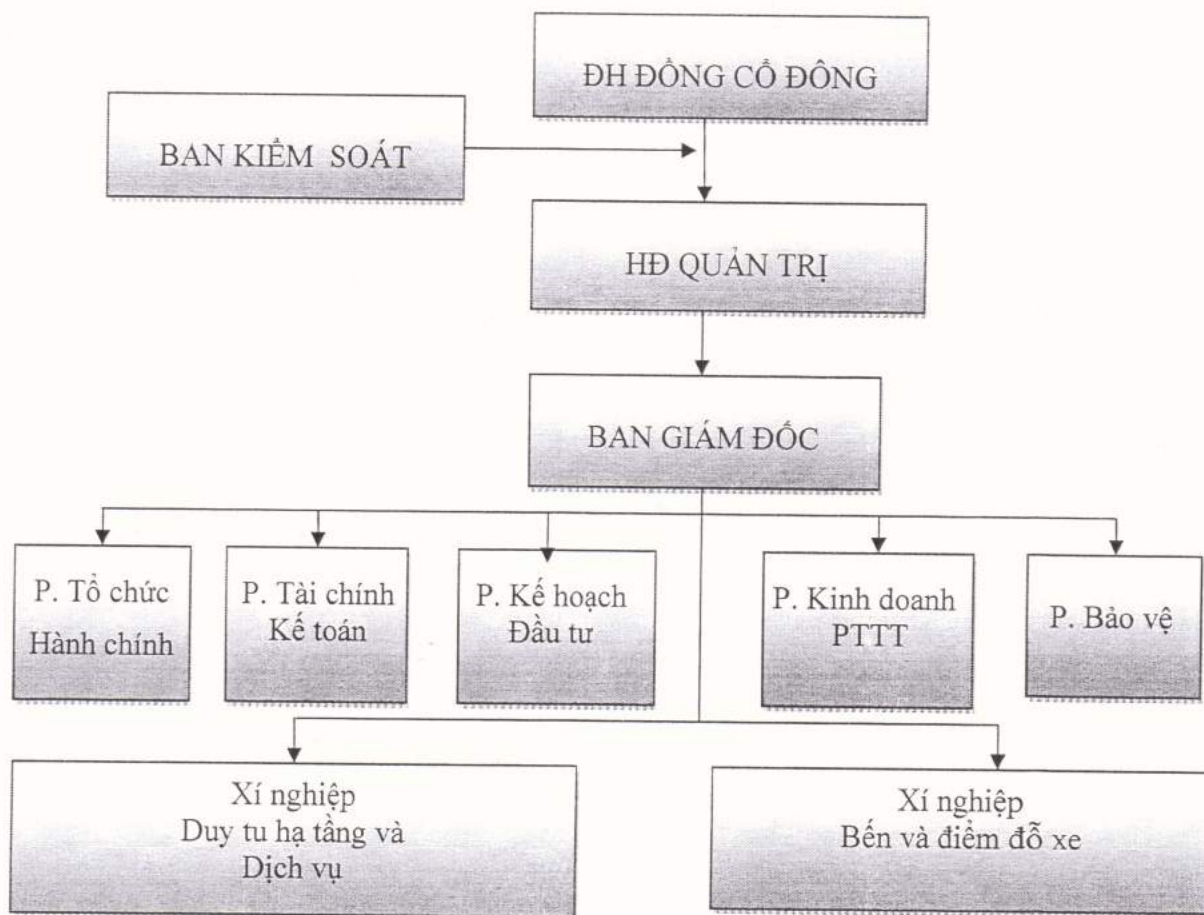 ĐH ĐỒNG CỔ ĐÔNG
BAN KIỂM SOÁT
HĐ QUẢN TRỊ
BAN GIÁM ĐỐC
P. Tổ chức
Hành chính
P. Tài chính
Kế toán
P. Kế hoạch
Đầu tư
P. Kinh doanh
PTTT
P. Bảo vệ
Xí nghiệp
Duy tu hạ tầng và
Dịch vụ
Xí nghiệp
Bến và điểm đỗ xe